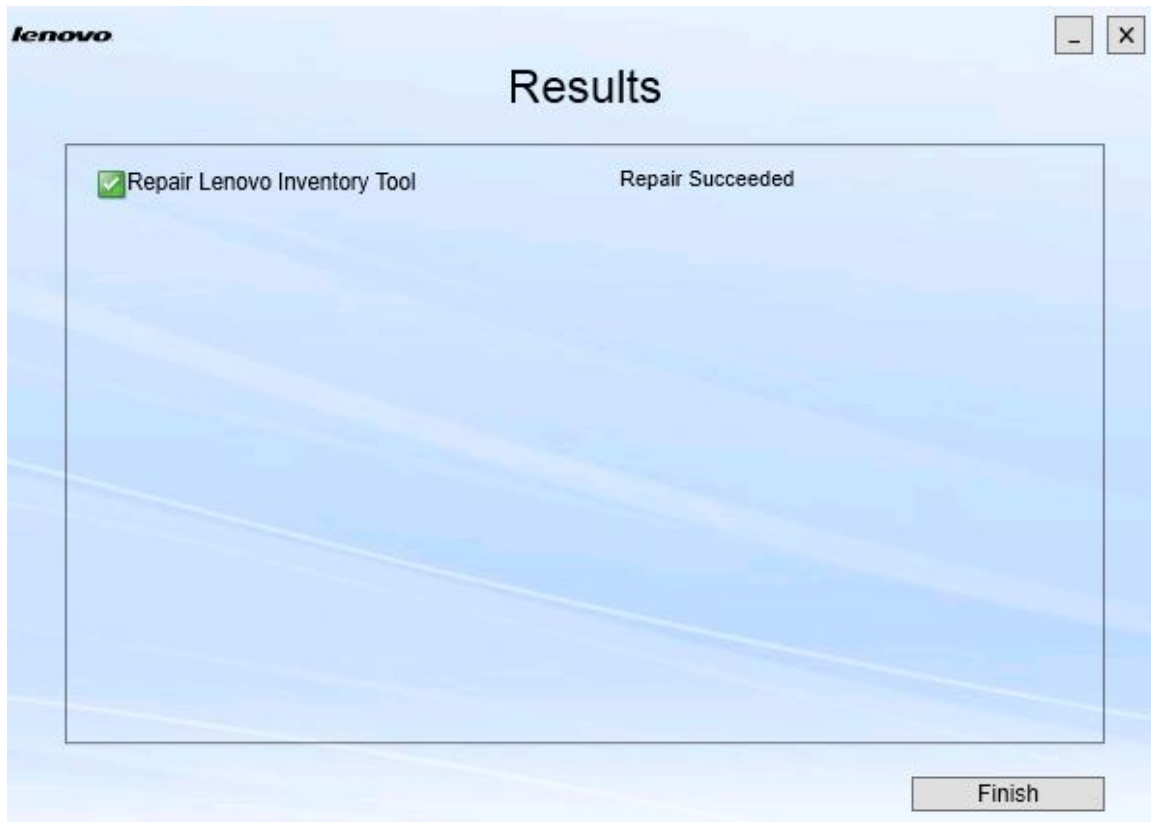 lenovo
Results
Repair Lenovo Inventory Tool Repair Succeeded
Finish